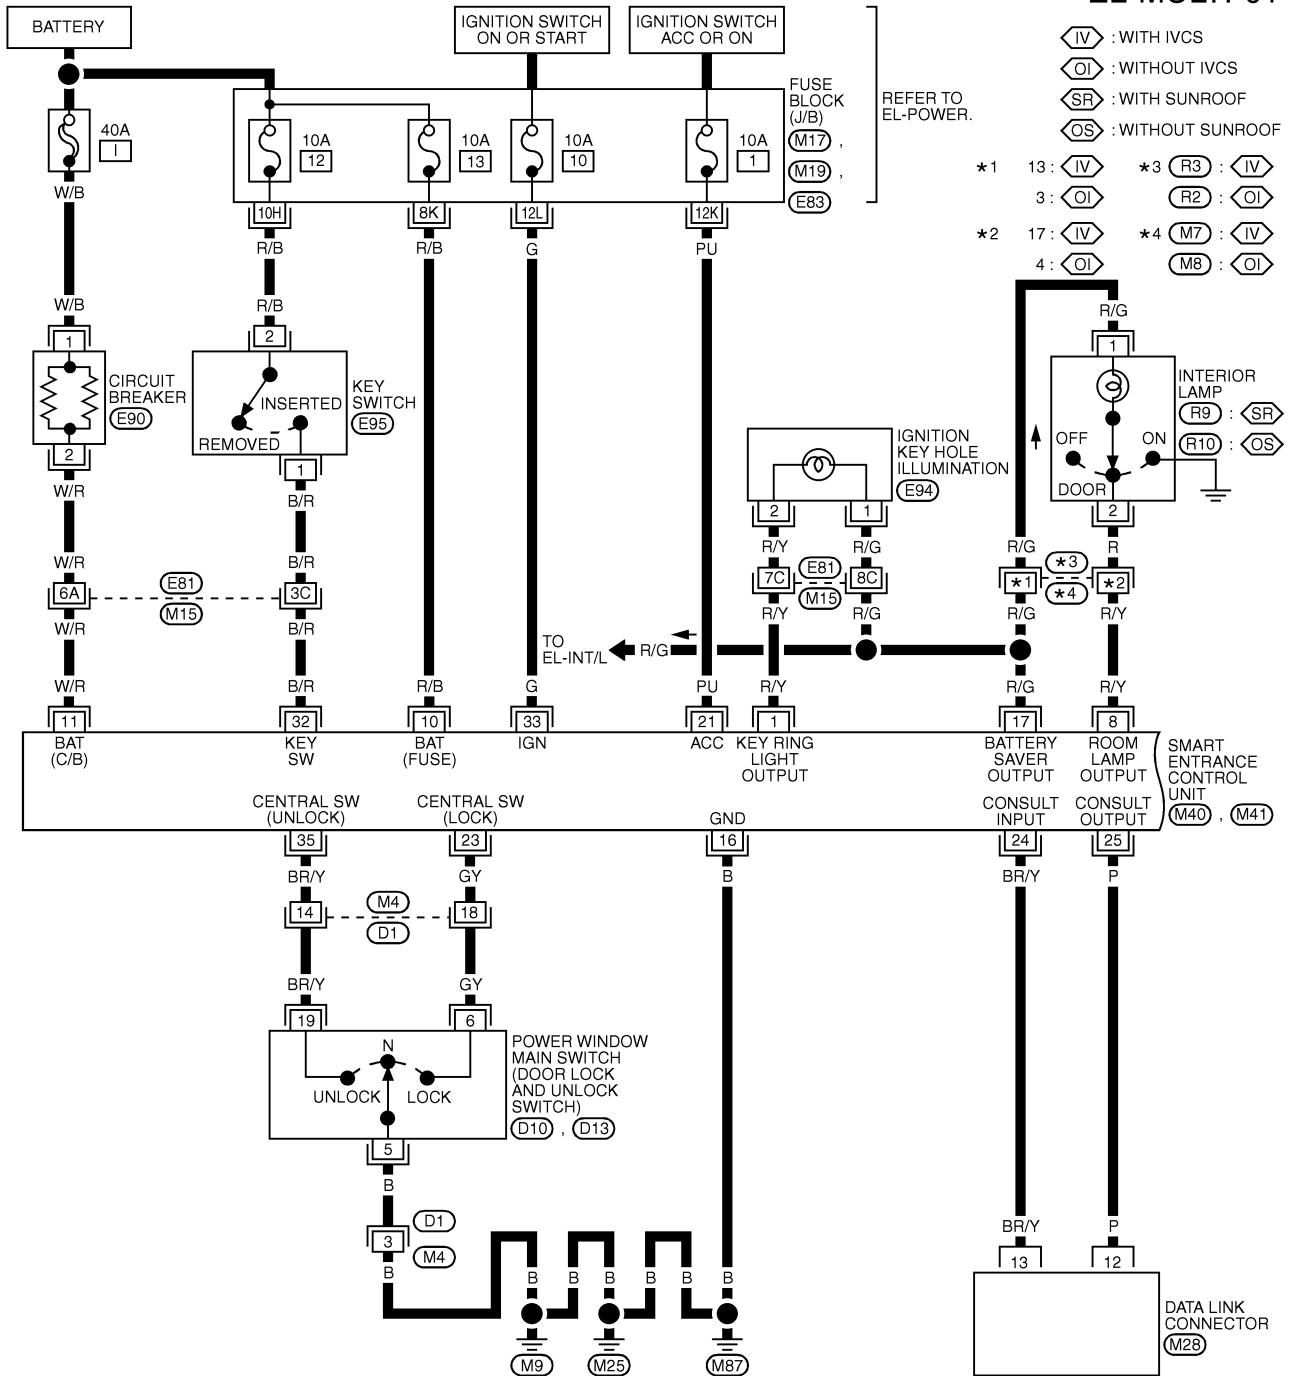 BATTERY
IGNITION SWITCH
ON OR START
IGNITION SWITCH
ACC OR ON
IV : WITH IVCS
OI : WITHOUT IVCS
SR : WITH SUNROOF
OS : WITHOUT SUNROOF
*1 13 : IV
3 : OI
*2 17 : IV
4 : OI
*3 R3 : IV
R2 : OI
*4 M7 : IV
M8 : OI
REFER TO
EL-POWER.
FUSE
BLOCK
(J/B)
M17 ,
M19 ,
E83
40A
I
10A
12
10A
13
10A
10
10A
1
10H
8K
12L
12K
W/B
R/B
R/B
G
PU
W/B
R/B
R/G
1
2
1
CIRCUIT
BREAKER
E90
INSERTED
REMOVED
KEY
SWITCH
E95
INTERIOR
LAMP
R9 : SR
R10 : OS
OFF
ON
DOOR
IGNITION
KEY HOLE
ILLUMINATION
E94
2
1
2
1
2
W/R
B/R
R/Y
R/G
R/G
R
W/R
B/R
6A
E81
M15
3C
7C
E81
M15
8C
*1
*3
*4
*2
W/R
B/R
R/Y
R/G
R/G
R/Y
TO
EL-INT/L
R/G
W/R
B/R
R/B
G
PU
R/Y
R/G
R/Y
11
32
10
33
21
1
17
8
BAT
(C/B)
KEY
SW
BAT
(FUSE)
IGN
ACC
KEY RING
LIGHT
OUTPUT
BATTERY
SAVER
OUTPUT
ROOM
LAMP
OUTPUT
SMART
ENTRANCE
CONTROL
UNIT
M40 , M41
CENTRAL SW
(UNLOCK)
CENTRAL SW
(LOCK)
GND
CONSULT
INPUT
CONSULT
OUTPUT
35
23
16
24
25
BR/Y
GY
B
BR/Y
P
14
M4
D1
18
BR/Y
GY
19
6
N
UNLOCK
LOCK
POWER WINDOW
MAIN SWITCH
(DOOR LOCK
AND UNLOCK
SWITCH)
D10 , D13
5
B
3
D1
M4
B
B
B
B
B
B
B
M9
M25
M87
BR/Y
P
13
12
DATA LINK
CONNECTOR
M28